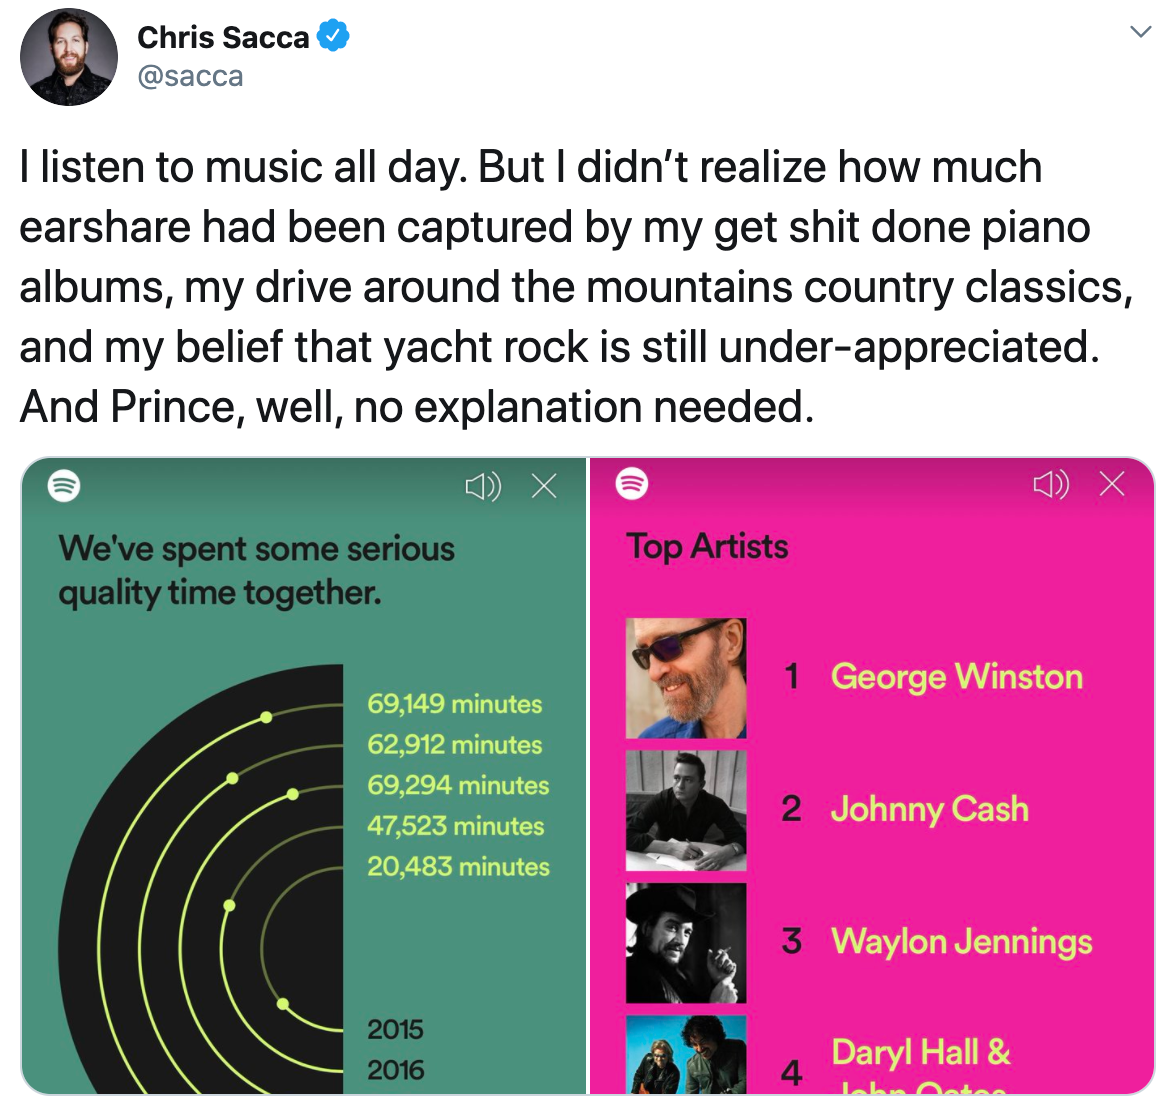 Chris Sacca
@sacca
I listen to music all day. But I didn’t realize how much
earshare had been captured by my get shit done piano
albums, my drive around the mountains country classics,
and my belief that yacht rock is still under-appreciated.
And Prince, well, no explanation needed.
We've spent some serious
quality time together.
69,149 minutes
62,912 minutes
69,294 minutes
47,523 minutes
20,483 minutes
2015
2016
Top Artists
1 George Winston
2 Johnny Cash
3 Waylon Jennings
4 Daryl Hall &
John Oates